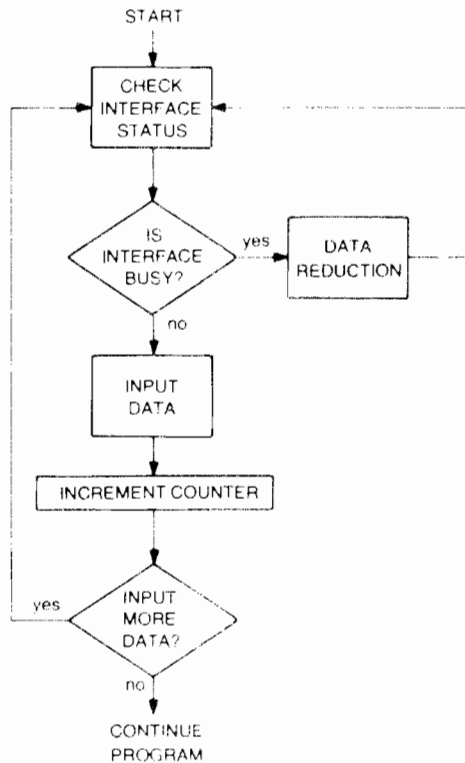 START
CHECK
INTERFACE
STATUS
IS
INTERFACE
BUSY?
yes
DATA
REDUCTION
no
INPUT
DATA
INCREMENT COUNTER
yes
INPUT
MORE
DATA?
no
CONTINUE
PROGRAM